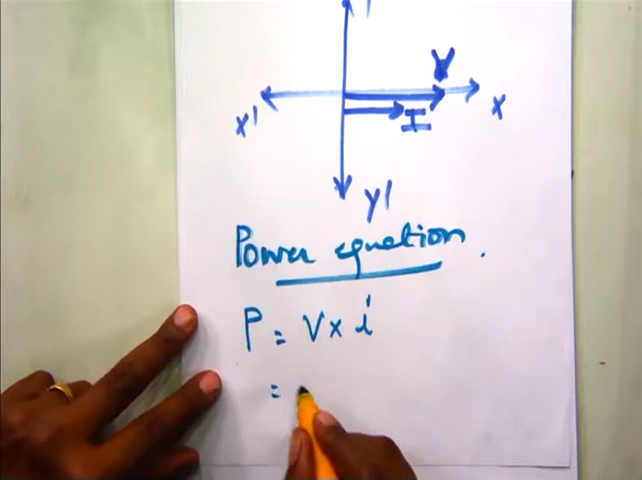 V
x' I x
y'
Power equation.
P = V x i
=